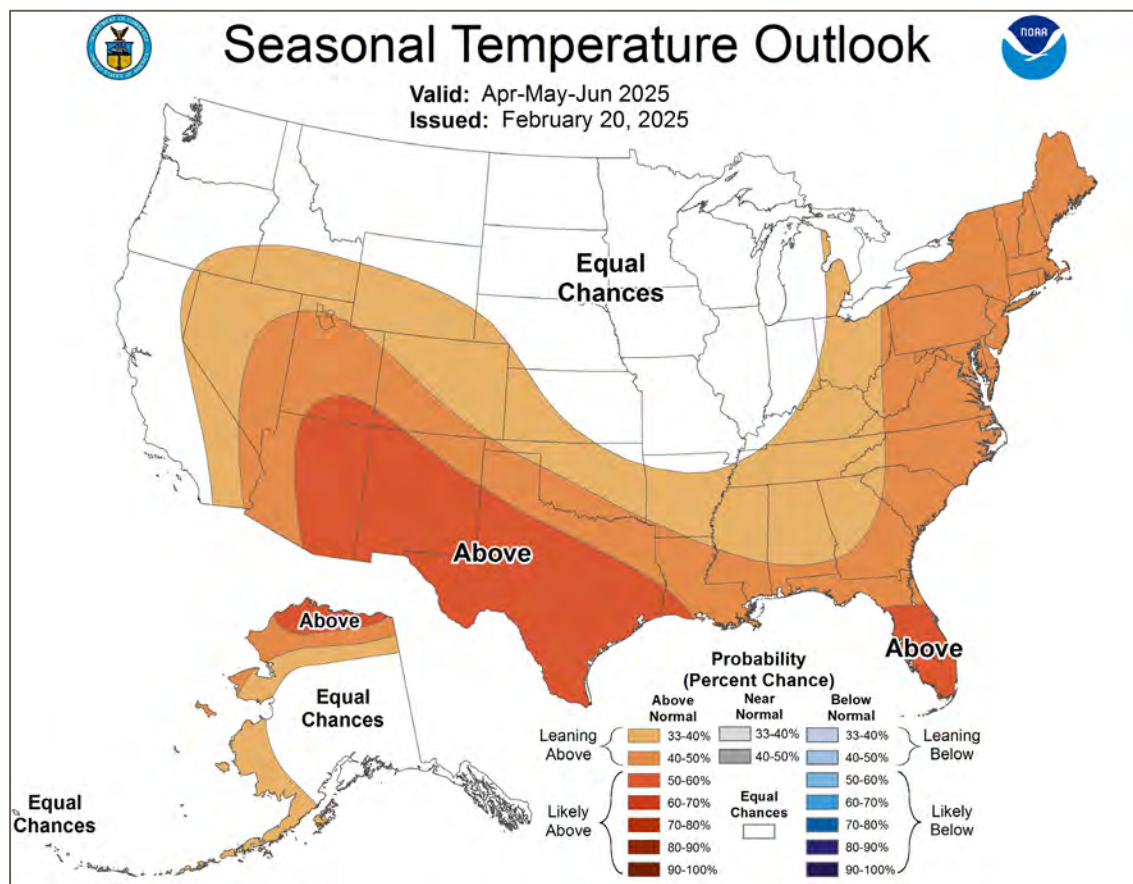 Seasonal Temperature Outlook
NOAA
Valid: Apr-May-Jun 2025
Issued: February 20, 2025
Equal
Chances
Above
Above
Above
Equal
Chances
Equal
Chances
Probability
(Percent Chance)
Above
Normal
Near
Normal
Below
Normal
Leaning
Above
33-40%
33-40%
33-40%
Leaning
Below
40-50%
40-50%
40-50%
Likely
Above
50-60%
50-60%
Likely
Below
60-70%
60-70%
70-80%
Equal
Chances
70-80%
80-90%
80-90%
90-100%
90-100%